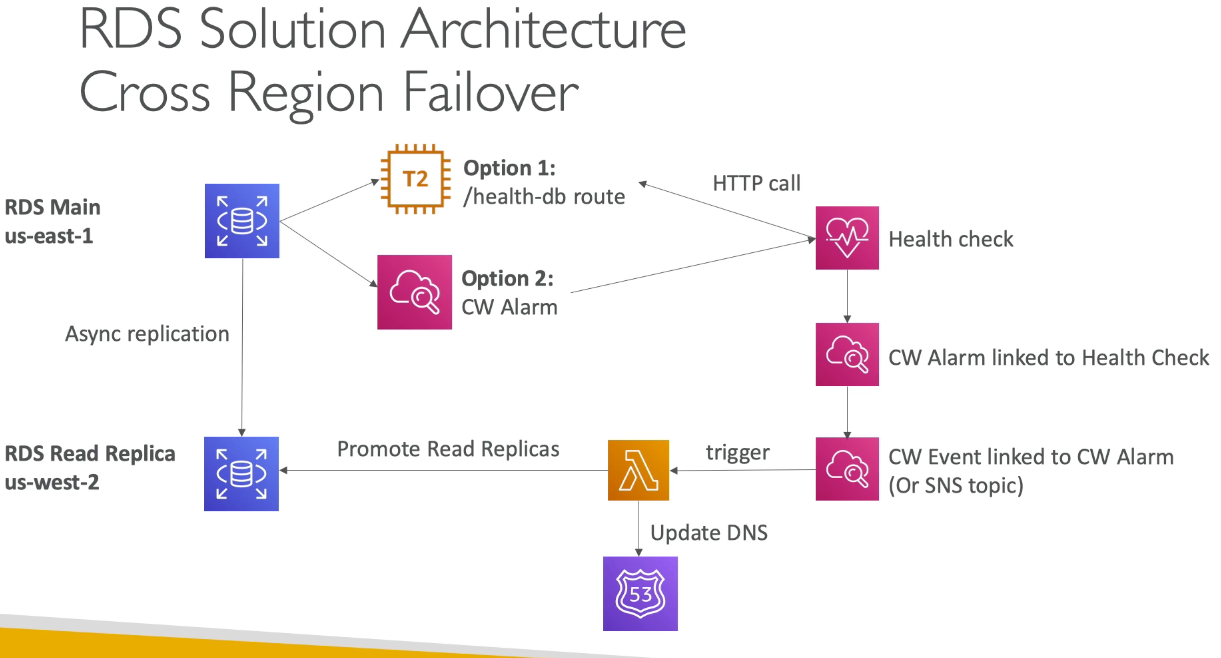 RDS Solution Architecture
Cross Region Failover
RDS Main
us-east-1
T2
Option 1:
/health-db route
HTTP call
Health check
Option 2:
CW Alarm
Async replication
CW Alarm linked to Health Check
RDS Read Replica
us-west-2
Promote Read Replicas
trigger
CW Event linked to CW Alarm
(Or SNS topic)
Update DNS
53